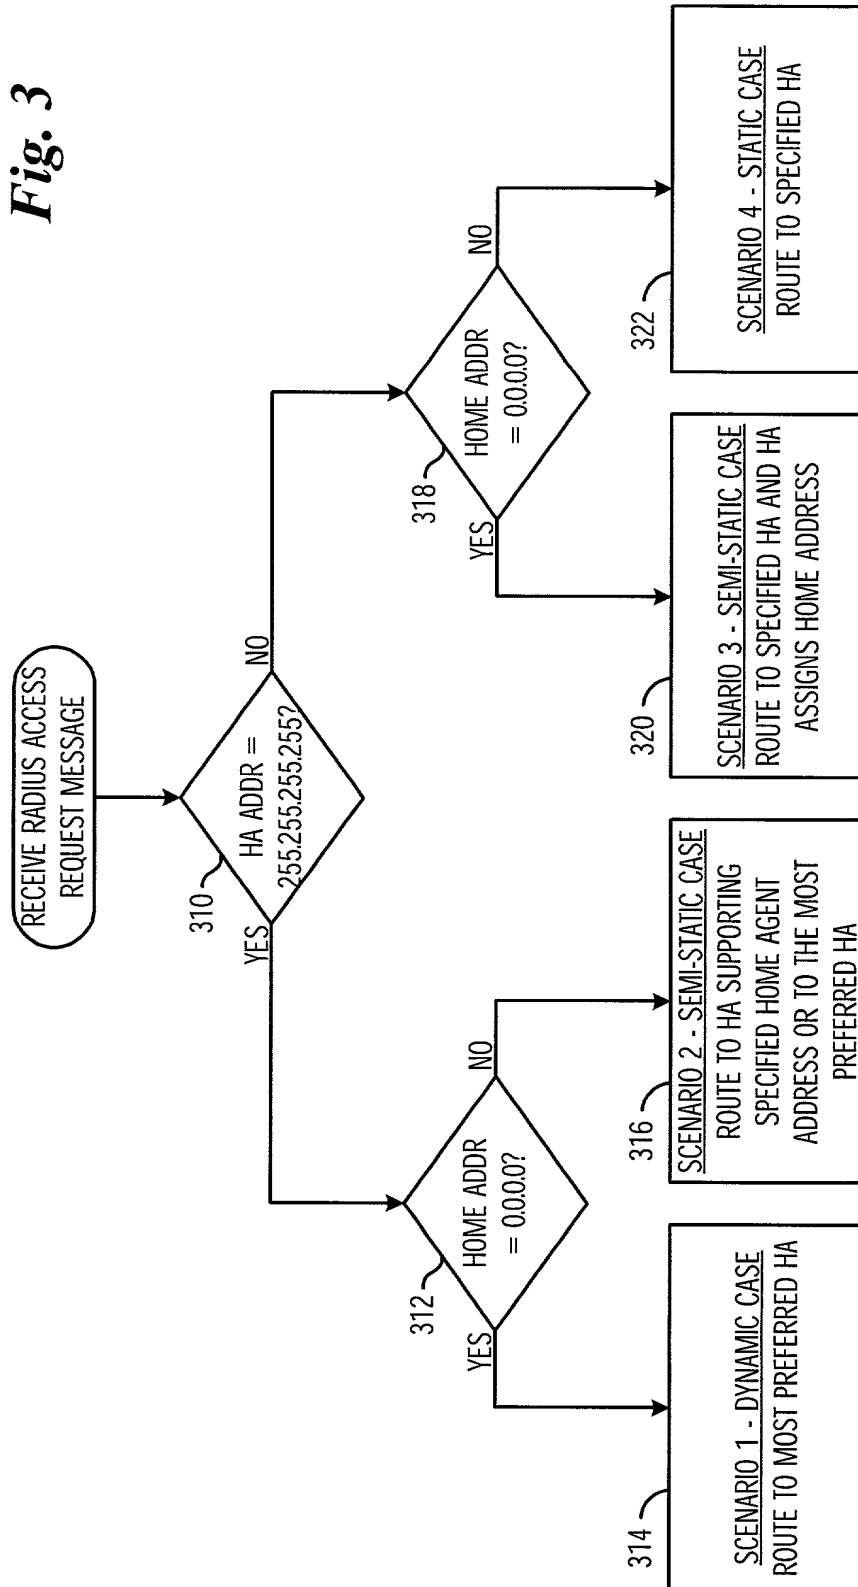 Fig. 3
RECEIVE RADIUS ACCESS
REQUEST MESSAGE
310
HA ADDR =
255.255.255.255?
YES
NO
312
HOME ADDR
= 0.0.0.0?
YES
NO
318
HOME ADDR
= 0.0.0.0?
YES
NO
314
SCENARIO 1 - DYNAMIC CASE
ROUTE TO MOST PREFERRED HA
316
SCENARIO 2 - SEMI-STATIC CASE
ROUTE TO HA SUPPORTING
SPECIFIED HOME AGENT
ADDRESS OR TO THE MOST
PREFERRED HA
320
SCENARIO 3 - SEMI-STATIC CASE
ROUTE TO SPECIFIED HA AND HA
ASSIGNS HOME ADDRESS
322
SCENARIO 4 - STATIC CASE
ROUTE TO SPECIFIED HA